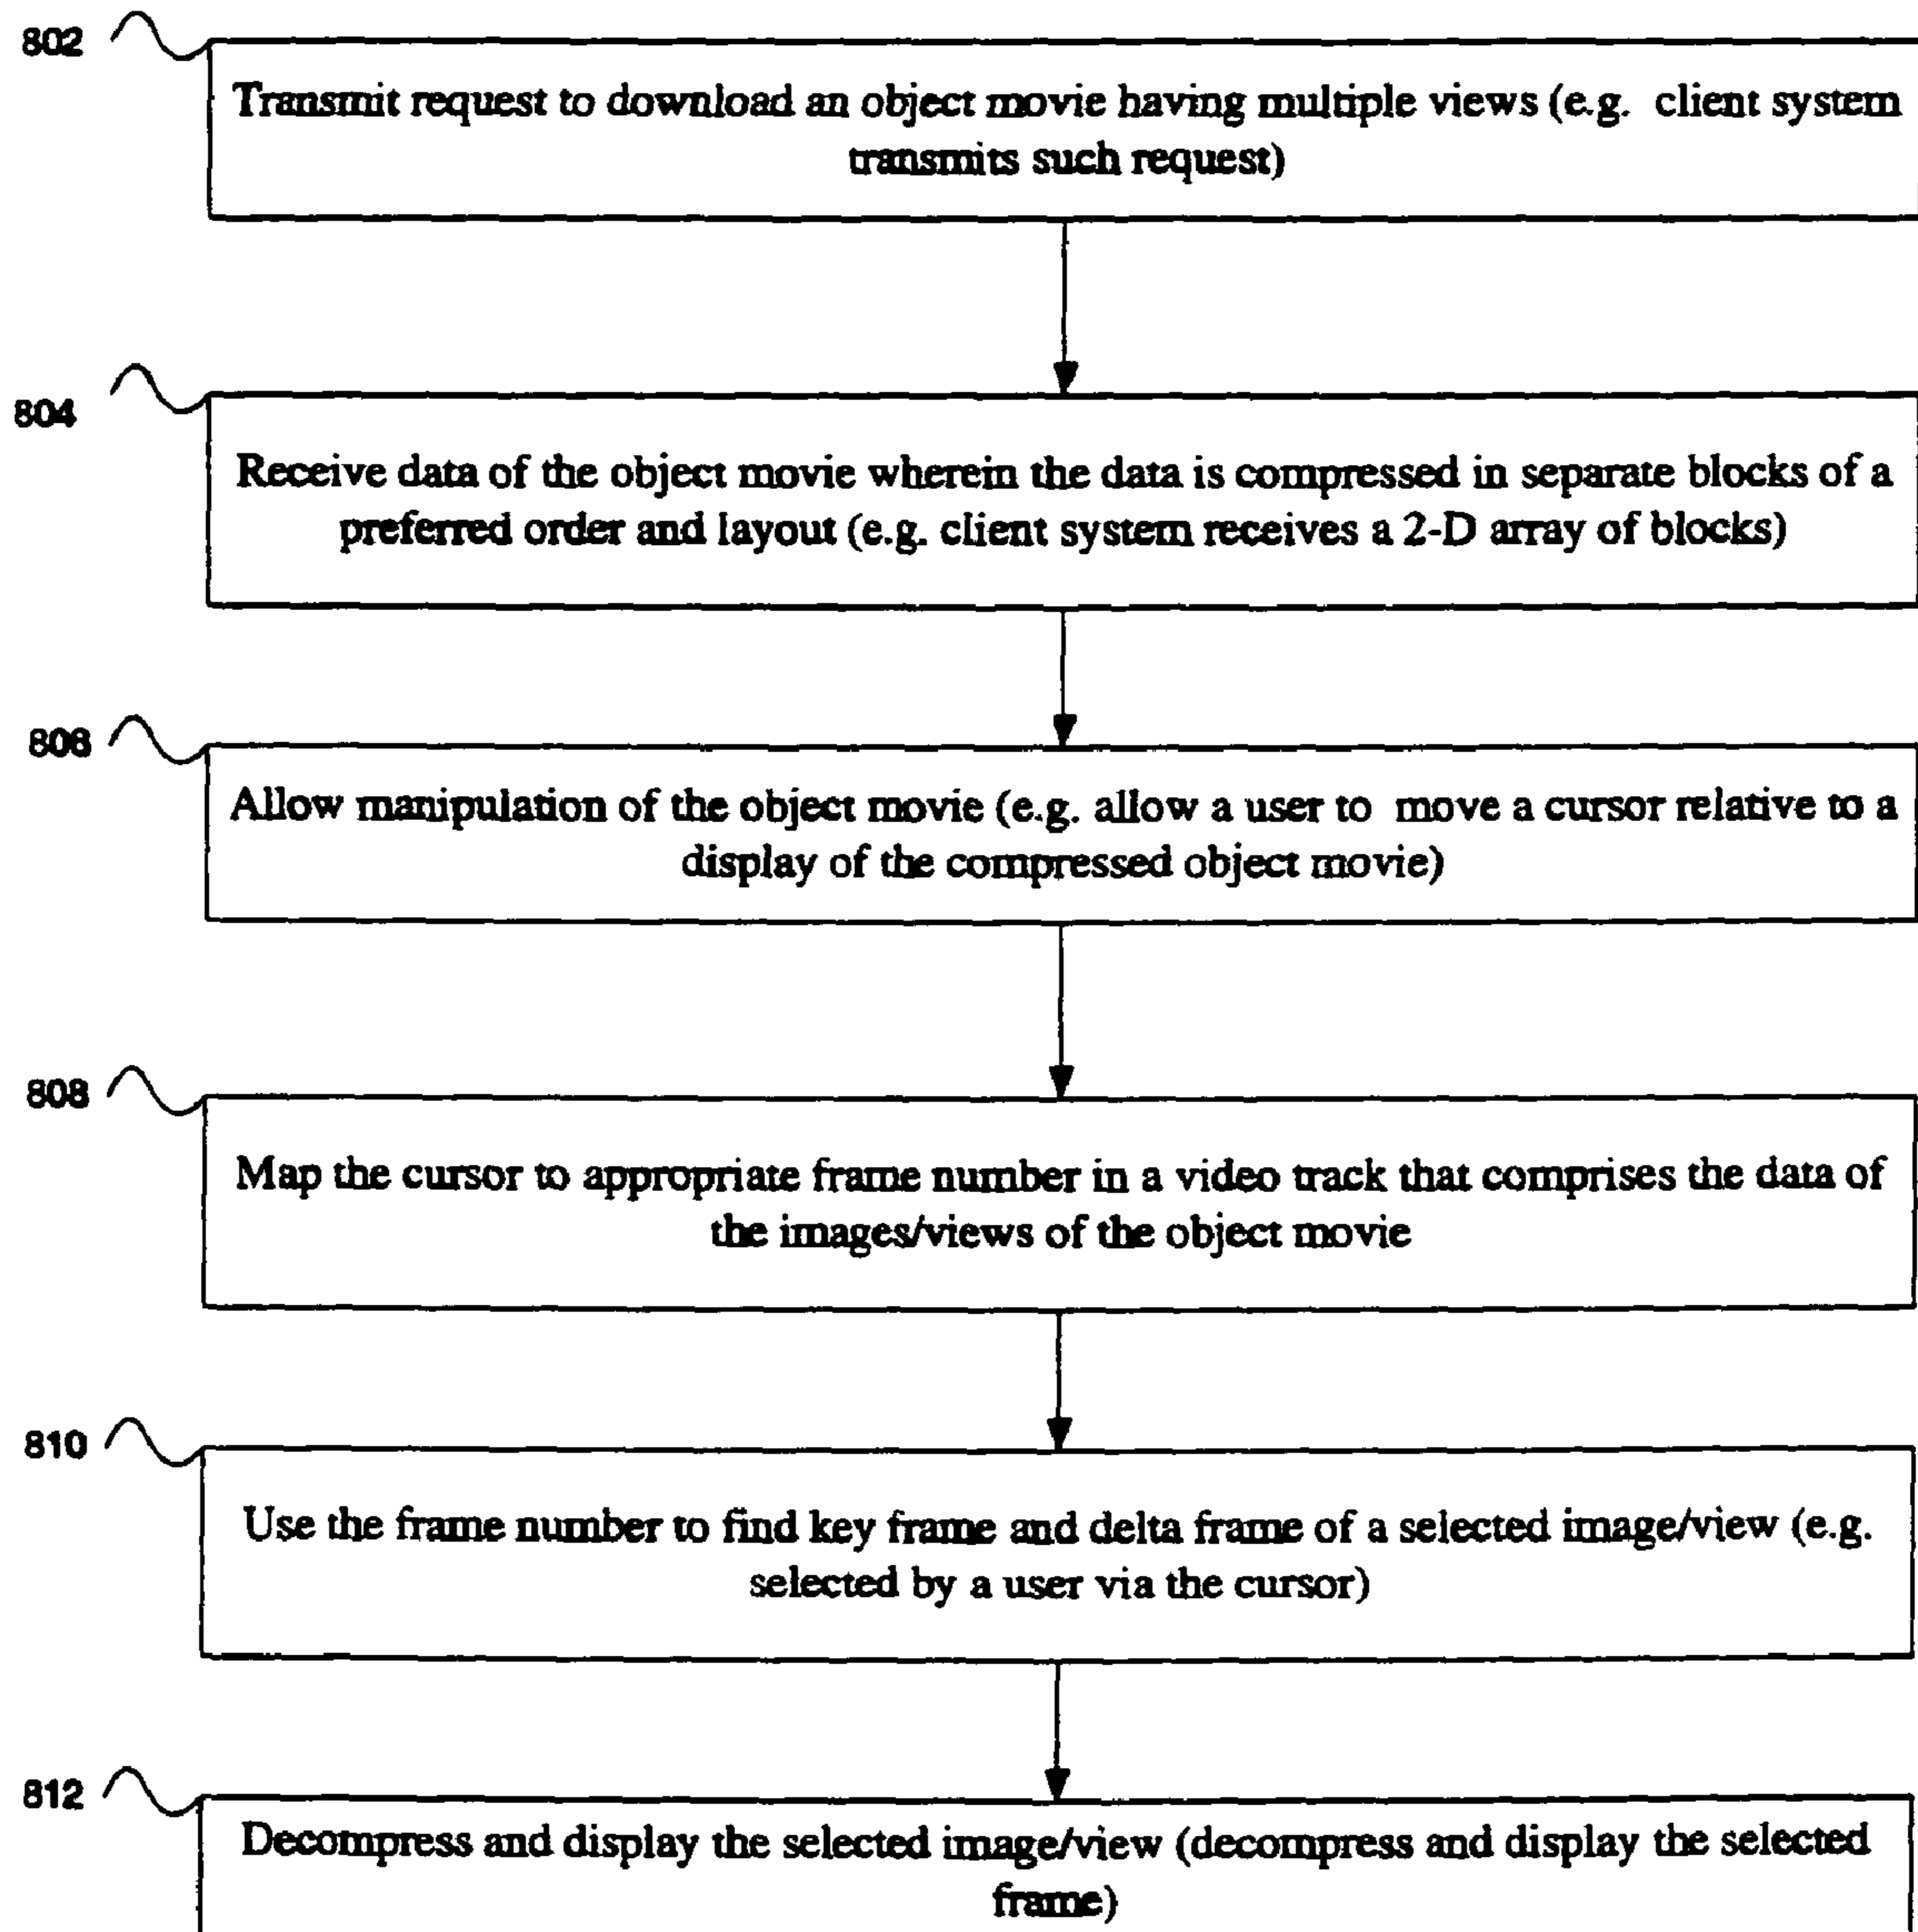 802
Transmit request to download an object movie having multiple views (e.g. client system
transmits such request)
804
Receive data of the object movie wherein the data is compressed in separate blocks of a
preferred order and layout (e.g. client system receives a 2-D array of blocks)
806
Allow manipulation of the object movie (e.g. allow a user to move a cursor relative to a
display of the compressed object movie)
808
Map the cursor to appropriate frame number in a video track that comprises the data of
the images/views of the object movie
810
Use the frame number to find key frame and delta frame of a selected image/view (e.g.
selected by a user via the cursor)
812
Decompress and display the selected image/view (decompress and display the selected
frame)